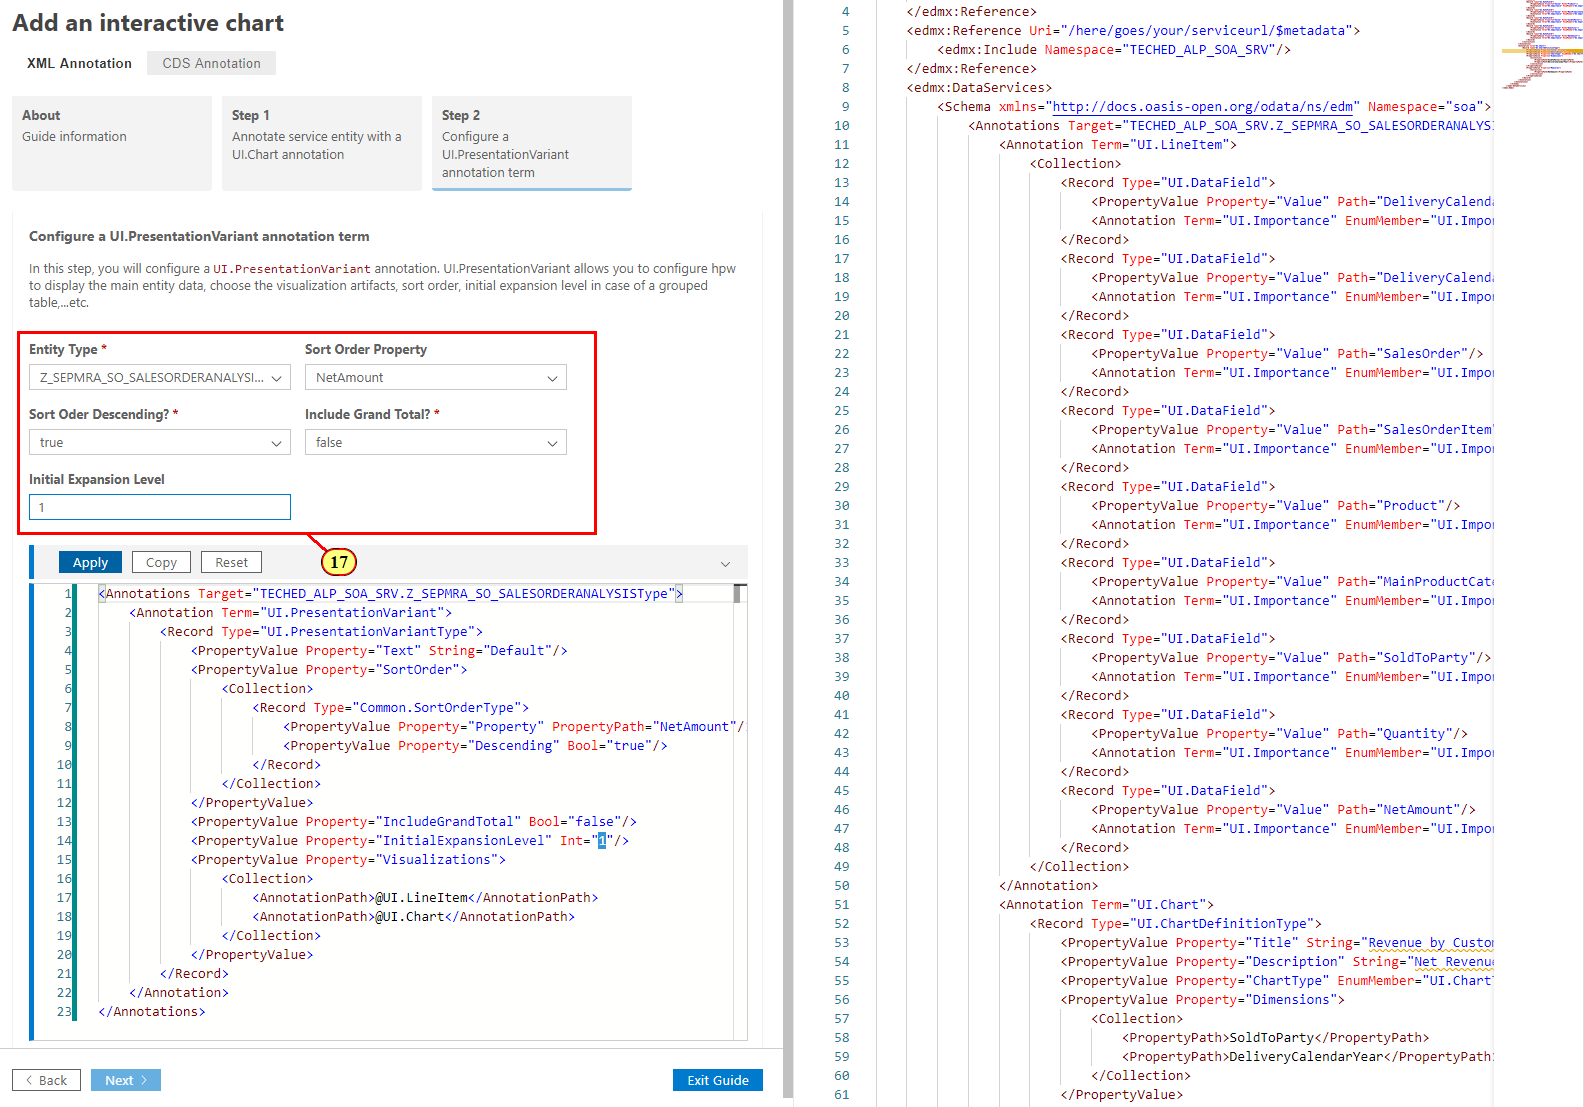 Add an interactive chart
XML Annotation
CDS Annotation
About
Guide information
Step 1
Annotate service entity with a
UI.Chart annotation
Step 2
Configure a
UI.PresentationVariant
annotation term
Configure a UI.PresentationVariant annotation term
In this step, you will configure a UI.PresentationVariant annotation. UI.PresentationVariant allows you to configure hpw
to display the main entity data, choose the visualization artifacts, sort order, initial expansion level in case of a grouped
table,...etc.
Entity Type *
Sort Order Property
Z_SEPMRA_SO_SALESORDERANALYSI...
NetAmount
Sort Oder Descending? *
Include Grand Total? *
true
false
Initial Expansion Level
1
17
Apply
Copy
Reset
1 <Annotations Target="TECHED_ALP_SOA_SRV.Z_SEPMRA_SO_SALESORDERANALYSISType">
2 <Annotation Term="UI.PresentationVariant">
3 <Record Type="UI.PresentationVariantType">
4 <PropertyValue Property="Text" String="Default"/>
5 <PropertyValue Property="SortOrder">
6 <Collection>
7 <Record Type="Common.SortOrderType">
8 <PropertyValue Property="Property" PropertyPath="NetAmount"/
9 <PropertyValue Property="Descending" Bool="true"/>
10 </Record>
11 </Collection>
12 </PropertyValue>
13 <PropertyValue Property="IncludeGrandTotal" Bool="false"/>
14 <PropertyValue Property="InitialExpansionLevel" Int="1"/>
15 <PropertyValue Property="Visualizations">
16 <Collection>
17 <AnnotationPath>@UI.LineItem</AnnotationPath>
18 <AnnotationPath>@UI.Chart</AnnotationPath>
19 </Collection>
20 </PropertyValue>
21 </Record>
22 </Annotation>
23 </Annotations>
< Back
Next >
Exit Guide
4 </edmx:Reference>
5 <edmx:Reference Uri="/here/goes/your/serviceurl/$metadata">
6 <edmx:Include Namespace="TECHED_ALP_SOA_SRV"/>
7 </edmx:Reference>
8 <edmx:DataServices>
9 <Schema xmlns="http://docs.oasis-open.org/odata/ns/edm" Namespace="soa">
10 <Annotations Target="TECHED_ALP_SOA_SRV.Z_SEPMRA_SO_SALESORDERANALYSI
11 <Annotation Term="UI.LineItem">
12 <Collection>
13 <Record Type="UI.DataField">
14 <PropertyValue Property="Value" Path="DeliveryCalenda
15 <Annotation Term="UI.Importance" EnumMember="UI.Impor
16 </Record>
17 <Record Type="UI.DataField">
18 <PropertyValue Property="Value" Path="DeliveryCalenda
19 <Annotation Term="UI.Importance" EnumMember="UI.Impor
20 </Record>
21 <Record Type="UI.DataField">
22 <PropertyValue Property="Value" Path="SalesOrder"/>
23 <Annotation Term="UI.Importance" EnumMember="UI.Impor
24 </Record>
25 <Record Type="UI.DataField">
26 <PropertyValue Property="Value" Path="SalesOrderItem"
27 <Annotation Term="UI.Importance" EnumMember="UI.Impor
28 </Record>
29 <Record Type="UI.DataField">
30 <PropertyValue Property="Value" Path="Product"/>
31 <Annotation Term="UI.Importance" EnumMember="UI.Impor
32 </Record>
33 <Record Type="UI.DataField">
34 <PropertyValue Property="Value" Path="MainProductCate
35 <Annotation Term="UI.Importance" EnumMember="UI.Impor
36 </Record>
37 <Record Type="UI.DataField">
38 <PropertyValue Property="Value" Path="SoldToParty"/>
39 <Annotation Term="UI.Importance" EnumMember="UI.Impor
40 </Record>
41 <Record Type="UI.DataField">
42 <PropertyValue Property="Value" Path="Quantity"/>
43 <Annotation Term="UI.Importance" EnumMember="UI.Impor
44 </Record>
45 <Record Type="UI.DataField">
46 <PropertyValue Property="Value" Path="NetAmount"/>
47 <Annotation Term="UI.Importance" EnumMember="UI.Impor
48 </Record>
49 </Collection>
50 </Annotation>
51 <Annotation Term="UI.Chart">
52 <Record Type="UI.ChartDefinitionType">
53 <PropertyValue Property="Title" String="Revenue by Custom
54 <PropertyValue Property="Description" String="Net Revenue
55 <PropertyValue Property="ChartType" EnumMember="UI.ChartT
56 <PropertyValue Property="Dimensions">
57 <Collection>
58 <PropertyPath>SoldToParty</PropertyPath>
59 <PropertyPath>DeliveryCalendarYear</PropertyPath>
60 </Collection>
61 </PropertyValue>